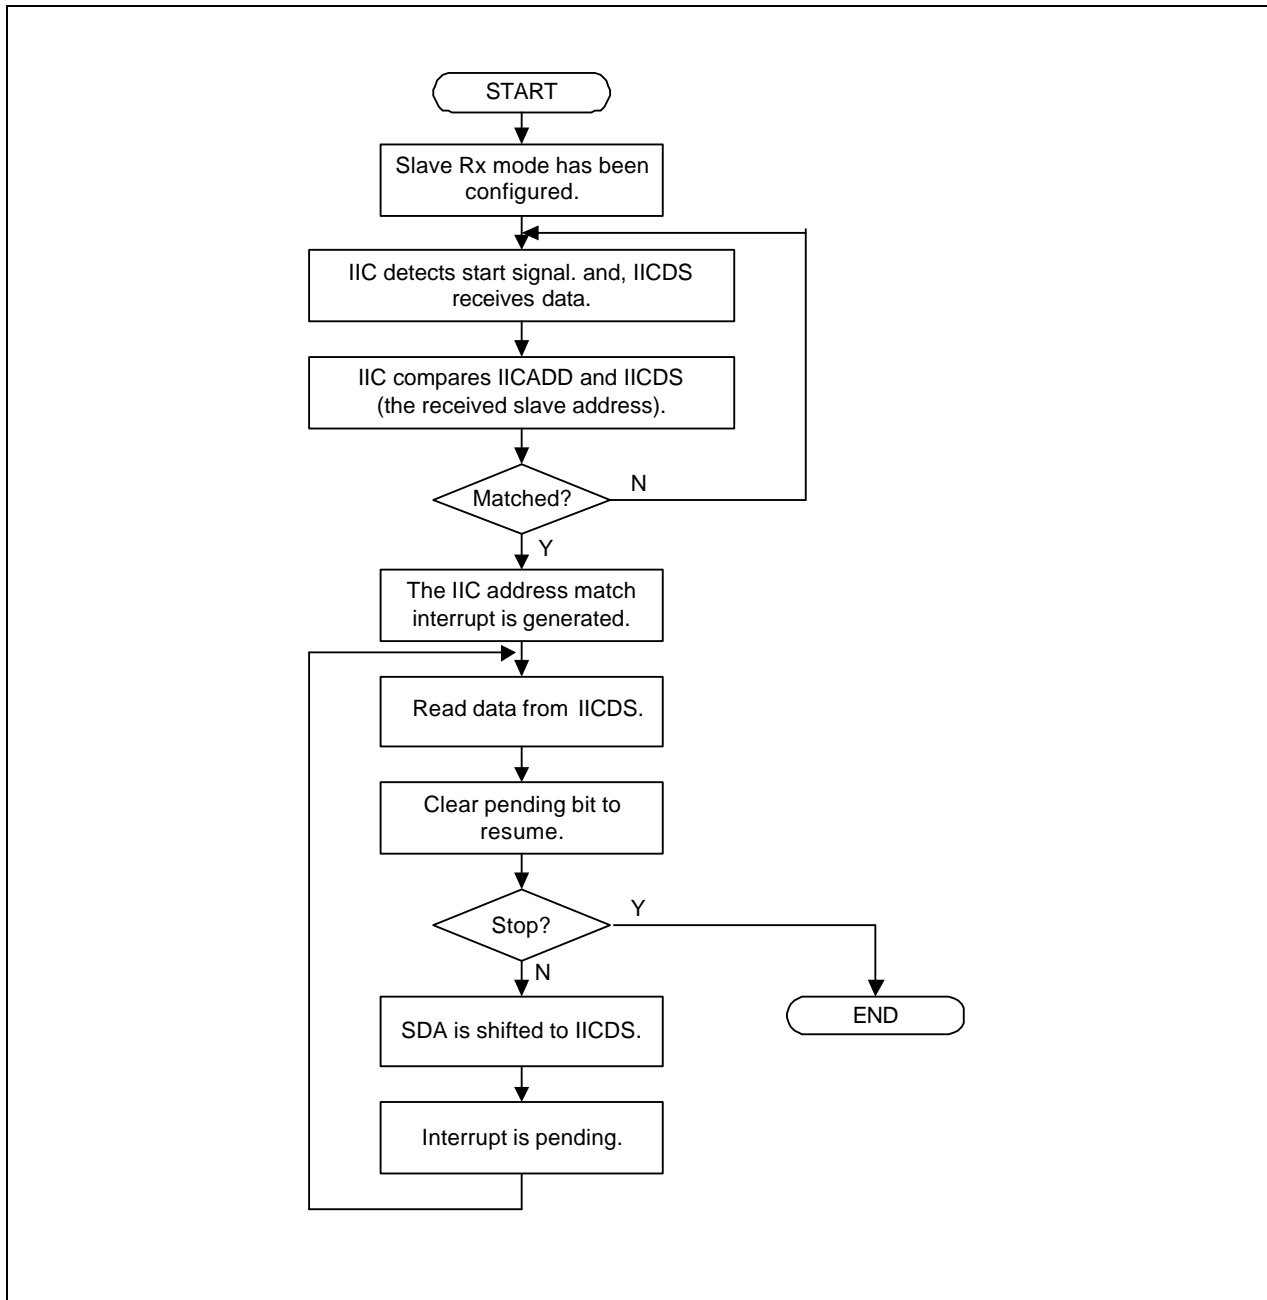 START
Slave Rx mode has been
configured.
IIC detects start signal. and, IICDS
receives data.
IIC compares IICADD and IICDS
(the received slave address).
Matched?
N
Y
The IIC address match
interrupt is generated.
Read data from IICDS.
Clear pending bit to
resume.
Stop?
Y
N
SDA is shifted to IICDS.
END
Interrupt is pending.